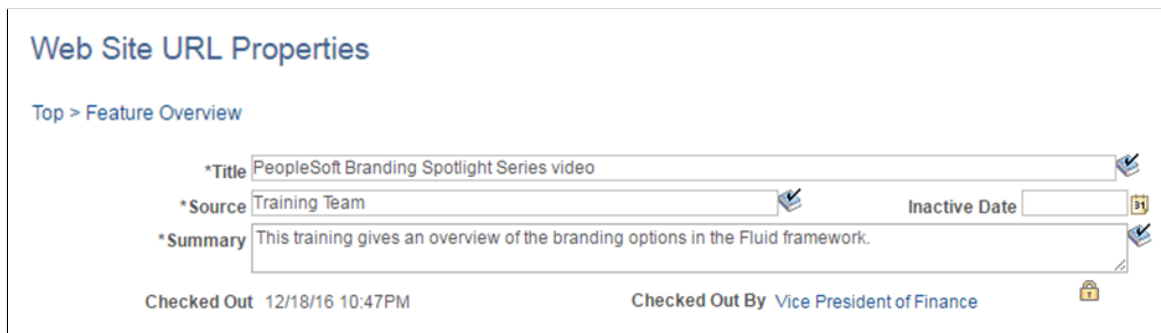 Web Site URL Properties
Top > Feature Overview
*Title PeopleSoft Branding Spotlight Series video
*Source Training Team Inactive Date 31
*Summary This training gives an overview of the branding options in the Fluid framework.
Checked Out 12/18/16 10:47PM Checked Out By Vice President of Finance